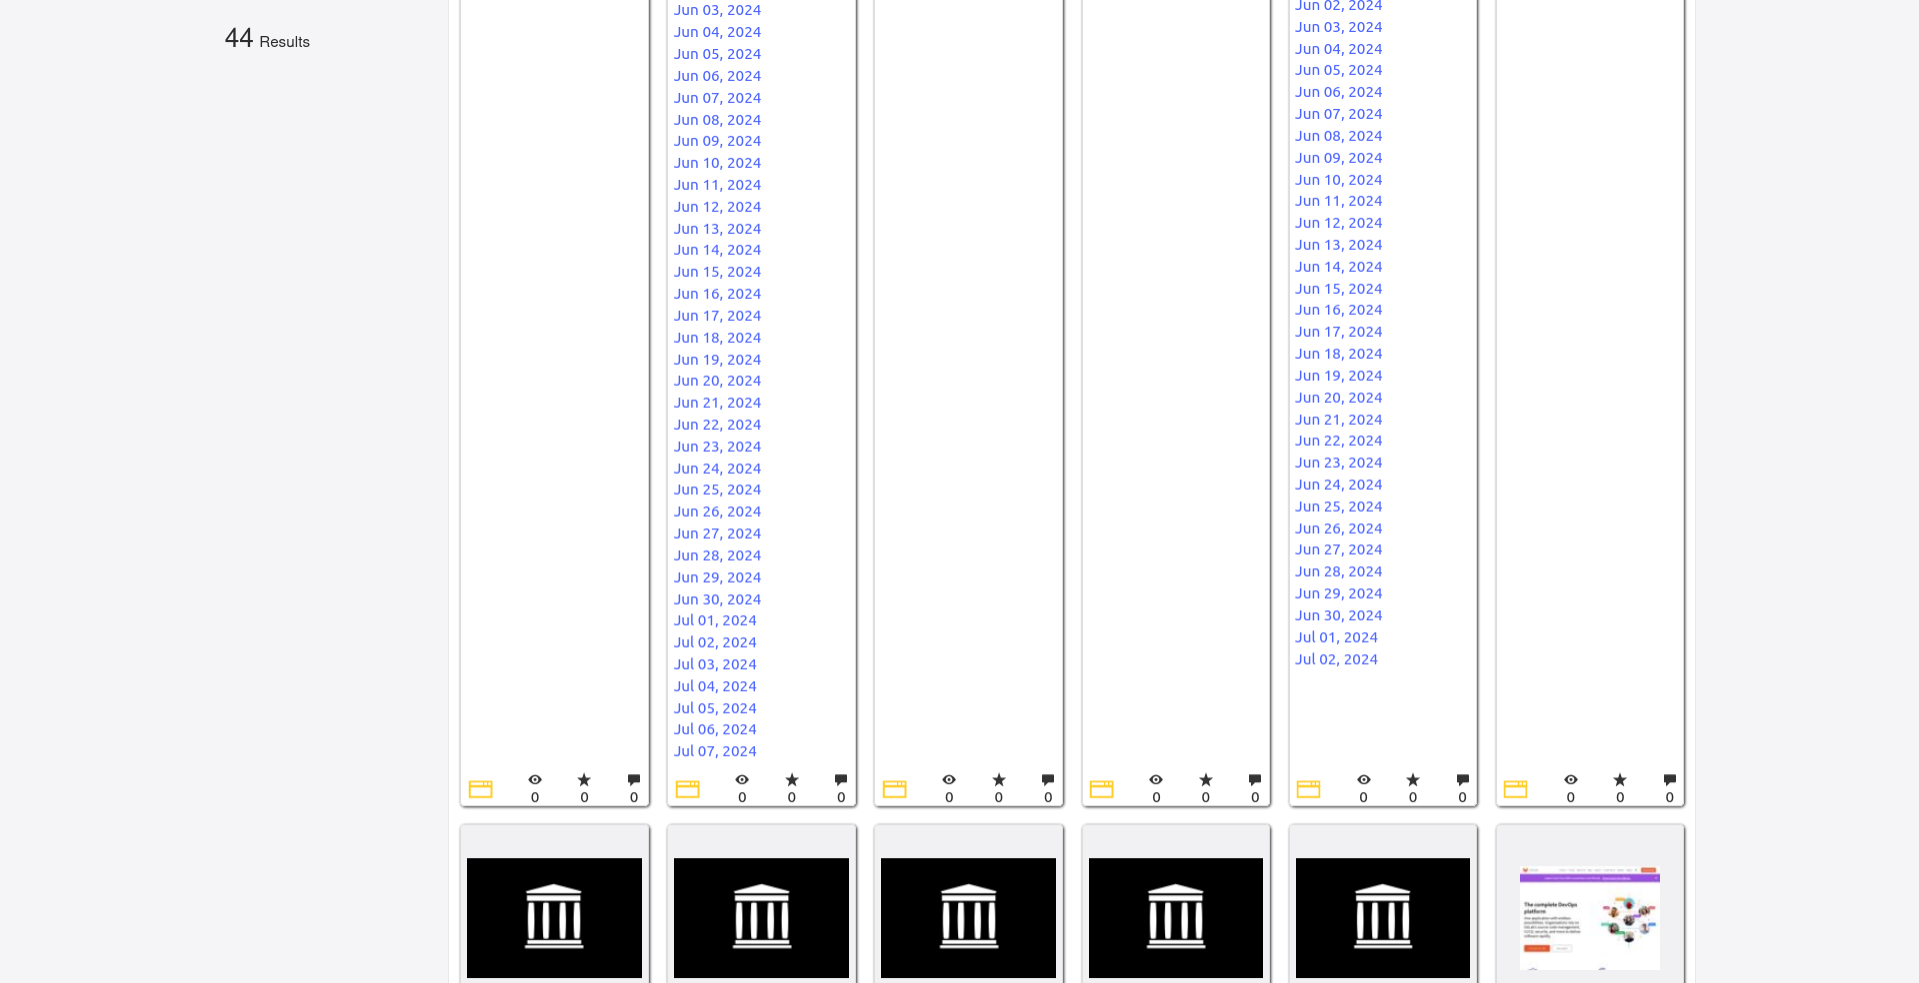 44 Results
Jun 03, 2024
Jun 04, 2024
Jun 05, 2024
Jun 06, 2024
Jun 07, 2024
Jun 08, 2024
Jun 09, 2024
Jun 10, 2024
Jun 11, 2024
Jun 12, 2024
Jun 13, 2024
Jun 14, 2024
Jun 15, 2024
Jun 16, 2024
Jun 17, 2024
Jun 18, 2024
Jun 19, 2024
Jun 20, 2024
Jun 21, 2024
Jun 22, 2024
Jun 23, 2024
Jun 24, 2024
Jun 25, 2024
Jun 26, 2024
Jun 27, 2024
Jun 28, 2024
Jun 29, 2024
Jun 30, 2024
Jul 01, 2024
Jul 02, 2024
Jul 03, 2024
Jul 04, 2024
Jul 05, 2024
Jul 06, 2024
Jul 07, 2024
Jun 02, 2024
Jun 03, 2024
Jun 04, 2024
Jun 05, 2024
Jun 06, 2024
Jun 07, 2024
Jun 08, 2024
Jun 09, 2024
Jun 10, 2024
Jun 11, 2024
Jun 12, 2024
Jun 13, 2024
Jun 14, 2024
Jun 15, 2024
Jun 16, 2024
Jun 17, 2024
Jun 18, 2024
Jun 19, 2024
Jun 20, 2024
Jun 21, 2024
Jun 22, 2024
Jun 23, 2024
Jun 24, 2024
Jun 25, 2024
Jun 26, 2024
Jun 27, 2024
Jun 28, 2024
Jun 29, 2024
Jun 30, 2024
Jul 01, 2024
Jul 02, 2024
0 0 0 0 0 0 0 0 0 0 0 0 0 0 0 0 0 0
The complete DevOps
platform